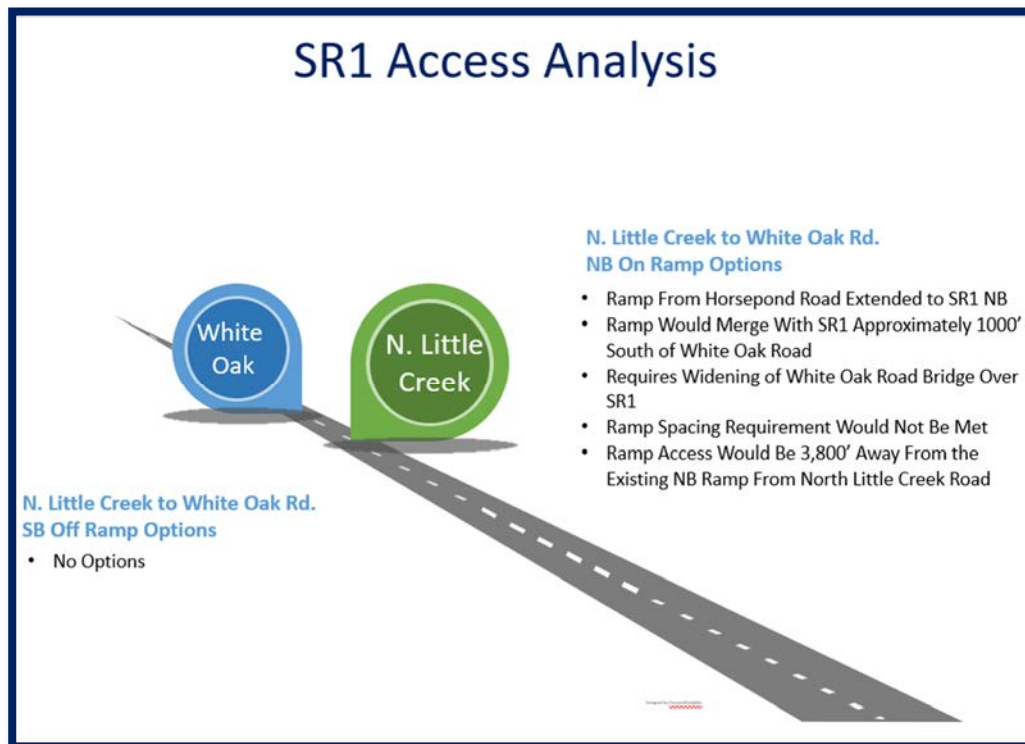 SR1 Access Analysis
White
Oak
N. Little
Creek
N. Little Creek to White Oak Rd.
NB On Ramp Options
• Ramp From Horsepond Road Extended to SR1 NB
• Ramp Would Merge With SR1 Approximately 1000’
South of White Oak Road
• Requires Widening of White Oak Road Bridge Over
SR1
• Ramp Spacing Requirement Would Not Be Met
• Ramp Access Would Be 3,800’ Away From the
Existing NB Ramp From North Little Creek Road
N. Little Creek to White Oak Rd.
SB Off Ramp Options
• No Options